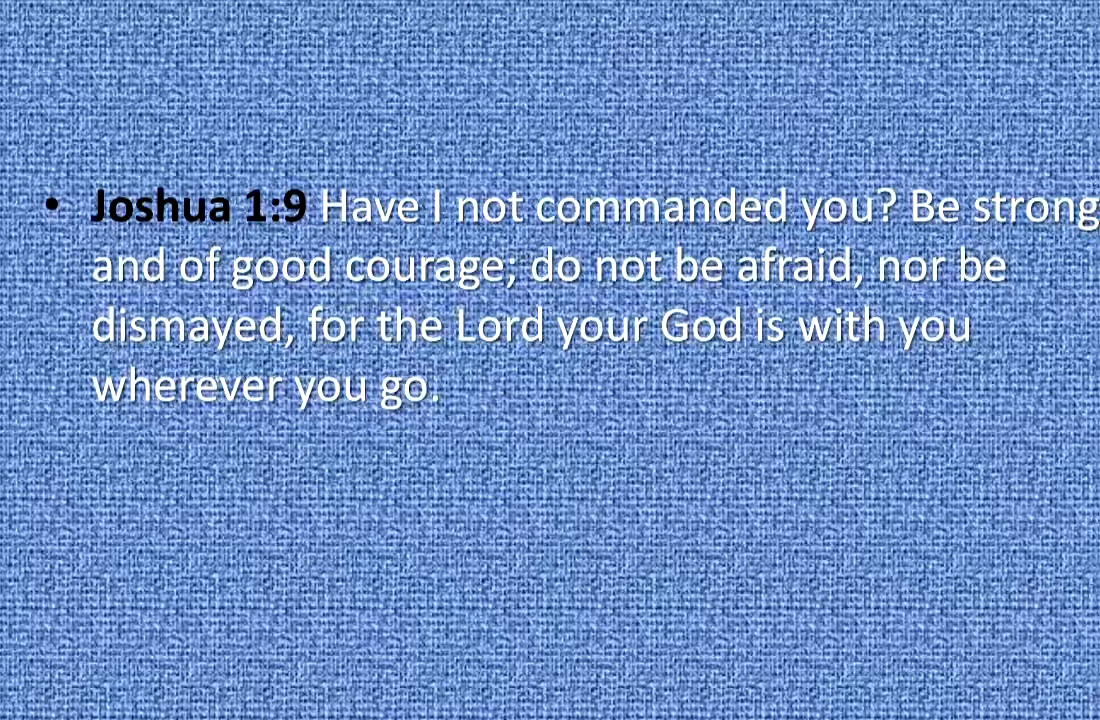 • Joshua 1:9 Have I not commanded you? Be strong
and of good courage; do not be afraid, nor be
dismayed, for the Lord your God is with you
wherever you go.